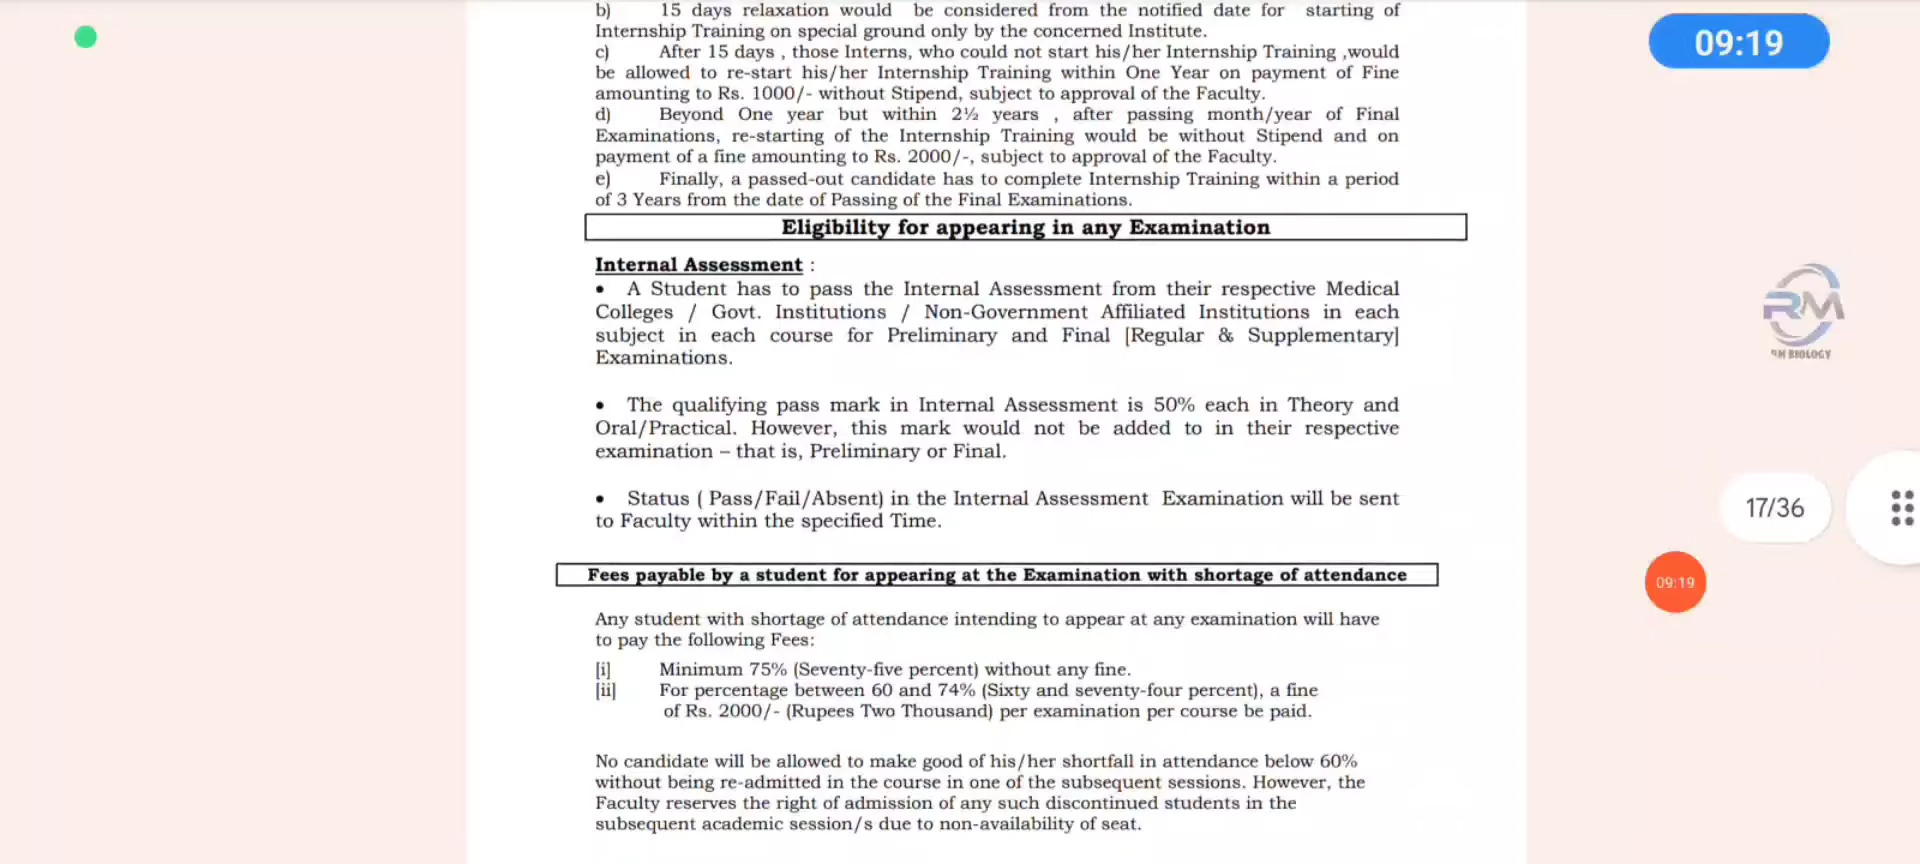 b) 15 days relaxation would be considered from the notified date for starting of
Internship Training on special ground only by the concerned Institute.
c) After 15 days , those Interns, who could not start his/her Internship Training ,would
be allowed to re-start his/her Internship Training within One Year on payment of Fine
amounting to Rs. 1000/- without Stipend, subject to approval of the Faculty.
d) Beyond One year but within 2½ years , after passing month/year of Final
Examinations, re-starting of the Internship Training would be without Stipend and on
payment of a fine amounting to Rs. 2000/-, subject to approval of the Faculty.
e) Finally, a passed-out candidate has to complete Internship Training within a period
of 3 Years from the date of Passing of the Final Examinations.
Eligibility for appearing in any Examination
Internal Assessment :
• A Student has to pass the Internal Assessment from their respective Medical
Colleges / Govt. Institutions / Non-Government Affiliated Institutions in each
subject in each course for Preliminary and Final [Regular & Supplementary]
Examinations.
• The qualifying pass mark in Internal Assessment is 50% each in Theory and
Oral/Practical. However, this mark would not be added to in their respective
examination – that is, Preliminary or Final.
• Status ( Pass/Fail/Absent) in the Internal Assessment Examination will be sent
to Faculty within the specified Time.
Fees payable by a student for appearing at the Examination with shortage of attendance
Any student with shortage of attendance intending to appear at any examination will have
to pay the following Fees:
[i] Minimum 75% (Seventy-five percent) without any fine.
[ii] For percentage between 60 and 74% (Sixty and seventy-four percent), a fine
of Rs. 2000/- (Rupees Two Thousand) per examination per course be paid.
No candidate will be allowed to make good of his/her shortfall in attendance below 60%
without being re-admitted in the course in one of the subsequent sessions. However, the
Faculty reserves the right of admission of any such discontinued students in the
subsequent academic session/s due to non-availability of seat.
09:19
RM
RM BIOLOGY
17/36
09:19